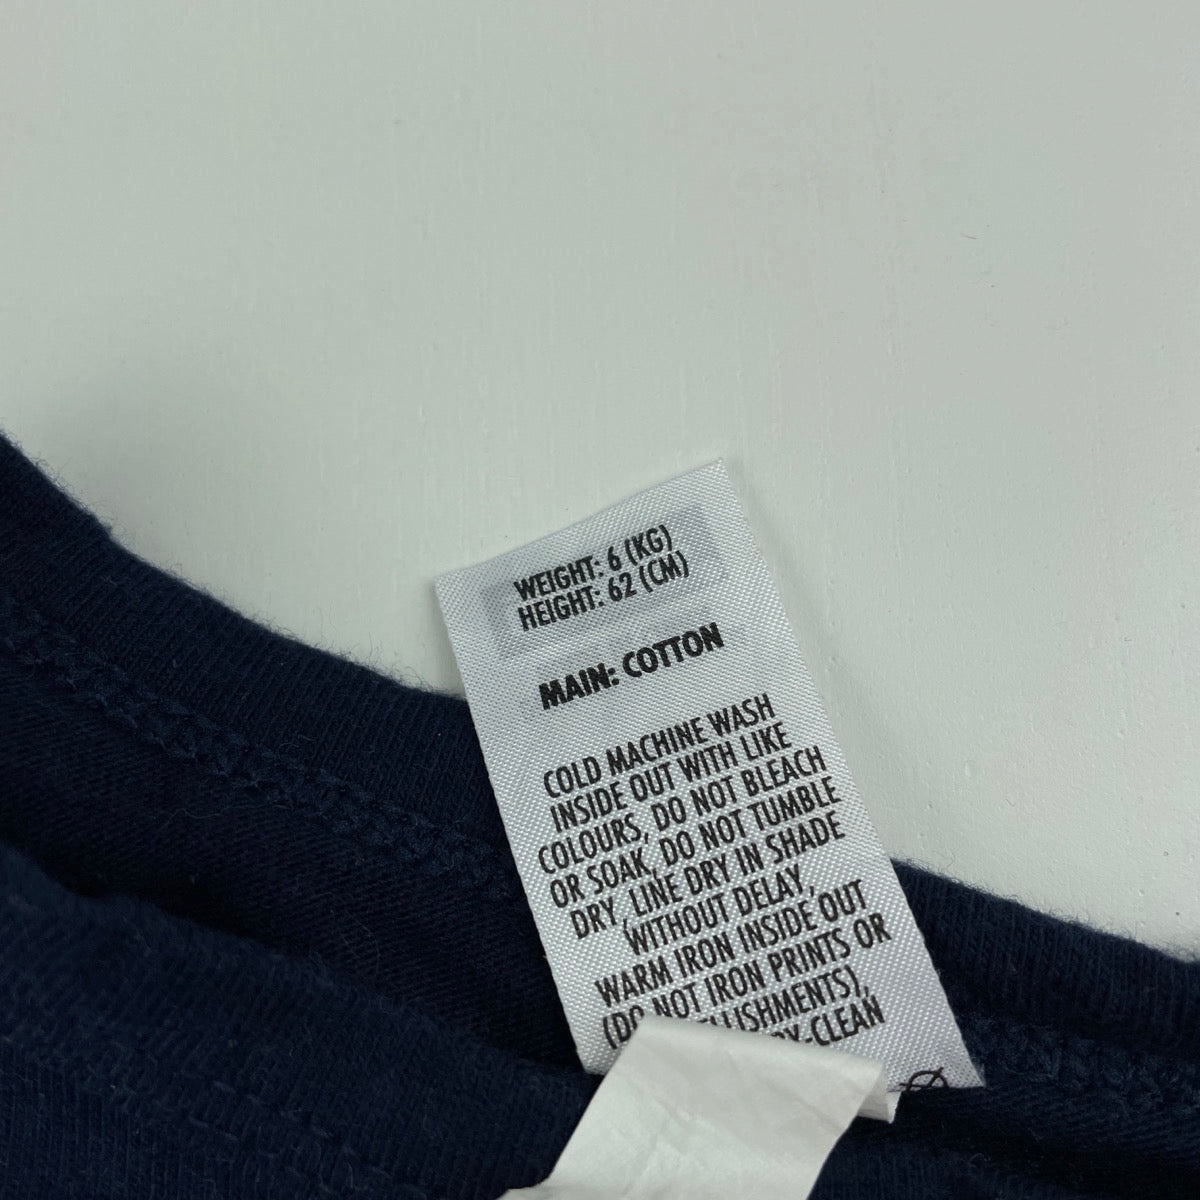 WEIGHT: 6 (KG)
HEIGHT: 62 (CM)
MAIN: COTTON
COLD MACHINE WASH
INSIDE OUT WITH LIKE
COLOURS, DO NOT BLEACH
OR SOAK, DO NOT TUMBLE
DRY, LINE DRY IN SHADE
WITHOUT DELAY,
WARM IRON INSIDE OUT
(DO NOT IRON PRINTS OR